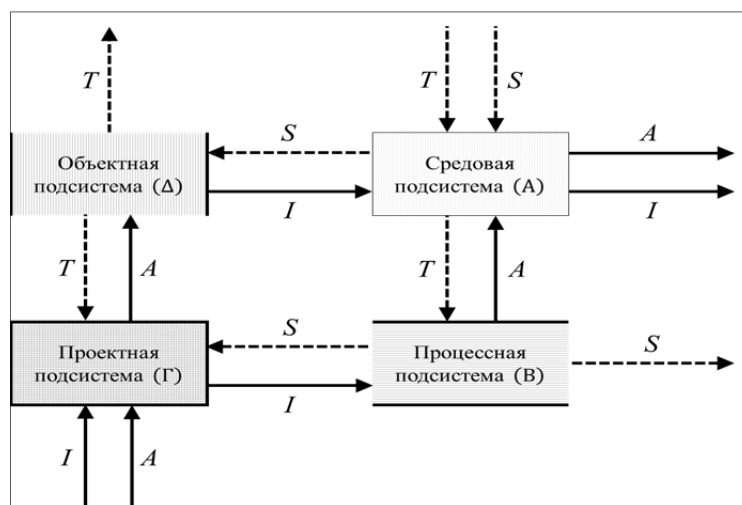 T
T
S
Объектная
подсистема (Δ)
S
I
Средовая
подсистема (А)
A
I
T
A
T
A
Проектная
подсистема (Г)
S
I
Процессная
подсистема (В)
S
I
A